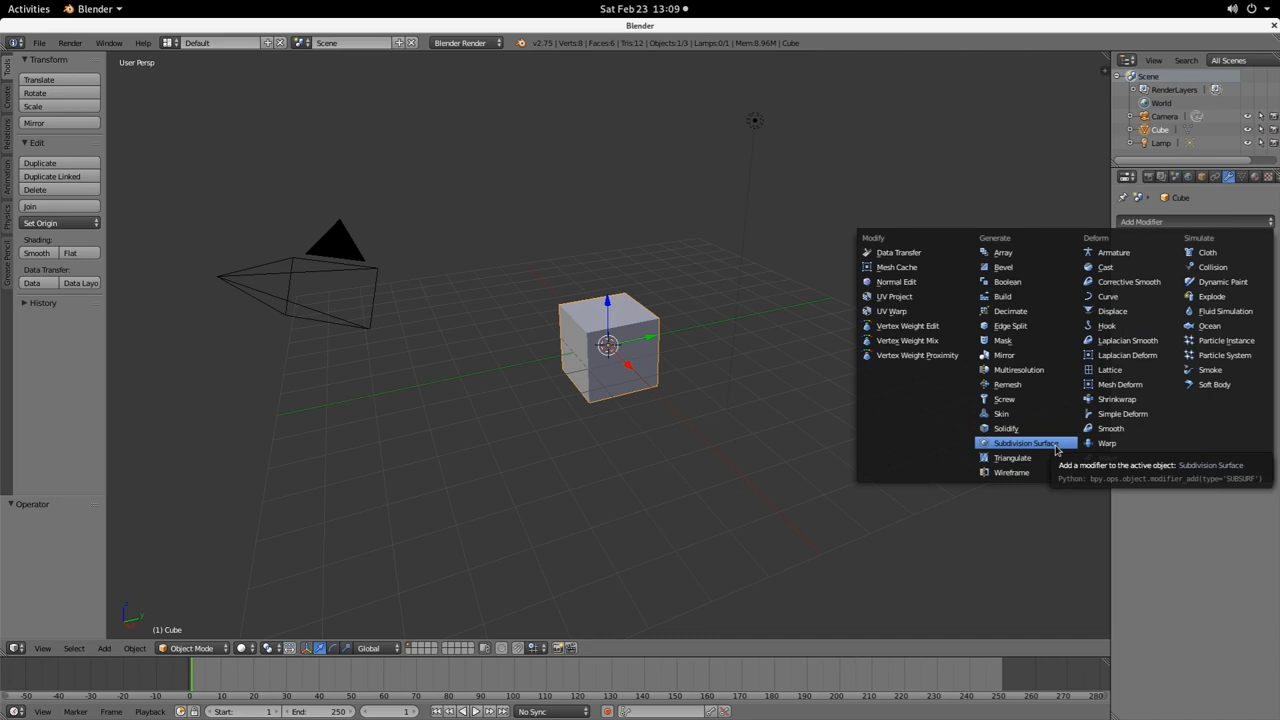 Activities Blender Sat Feb 23 13:09
Blender
File Render Window Help Default Scene Blender Render v2.75 | Verts:8 | Faces:6 | Tris:12 | Objects:1/3 | Lamps:0/1 | Mem:8.96M | Cube
Tools
Create
Relations
Animation
Physics
Grease Pencil
Transform
Translate
Rotate
Scale
Mirror
Edit
Duplicate
Duplicate Linked
Delete
Join
Set Origin
Shading:
Smooth Flat
Data Transfer:
Data Data Layo
History
Operator
User Persp
(1) Cube
View Search All Scenes
Scene
RenderLayers
World
Camera
Cube
Lamp
Cube
Add Modifier
Modify
Data Transfer
Mesh Cache
Normal Edit
UV Project
UV Warp
Vertex Weight Edit
Vertex Weight Mix
Vertex Weight Proximity
Generate
Array
Bevel
Boolean
Build
Decimate
Edge Split
Mask
Mirror
Multiresolution
Remesh
Screw
Skin
Solidify
Subdivision Surface
Triangulate
Wireframe
Deform
Armature
Cast
Corrective Smooth
Curve
Displace
Hook
Laplacian Smooth
Laplacian Deform
Lattice
Mesh Deform
Shrinkwrap
Simple Deform
Smooth
Warp
Simulate
Cloth
Collision
Dynamic Paint
Explode
Fluid Simulation
Ocean
Particle Instance
Particle System
Smoke
Soft Body
Add a modifier to the active object: Subdivision Surface
Python: bpy.ops.object.modifier_add(type='SUBSURF')
z
y
View Select Add Object Object Mode Global
-50 -40 -30 -20 -10 0 10 20 30 40 50 60 70 80 90 100 110 120 130 140 150 160 170 180 190 200 210 220 230 240 250 260 270 280
View Marker Frame Playback Start: 1 End: 250 1 No Sync